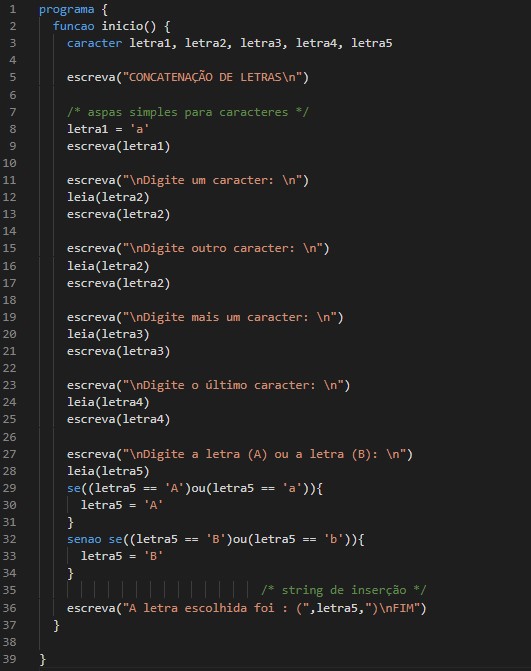 1 programa {
2 funcao inicio() {
3 caracter letra1, letra2, letra3, letra4, letra5
4
5 escreva("CONCATENAÇÃO DE LETRAS\n")
6
7 /* aspas simples para caracteres */
8 letra1 = 'a'
9 escreva(letra1)
10
11 escreva("\nDigite um caracter: \n")
12 leia(letra2)
13 escreva(letra2)
14
15 escreva("\nDigite outro caracter: \n")
16 leia(letra2)
17 escreva(letra2)
18
19 escreva("\nDigite mais um caracter: \n")
20 leia(letra3)
21 escreva(letra3)
22
23 escreva("\nDigite o último caracter: \n")
24 leia(letra4)
25 escreva(letra4)
26
27 escreva("\nDigite a letra (A) ou a letra (B): \n")
28 leia(letra5)
29 se((letra5 == 'A')ou(letra5 == 'a')){
30 letra5 = 'A'
31 }
32 senao se((letra5 == 'B')ou(letra5 == 'b')){
33 letra5 = 'B'
34 }
35 /* string de inserção */
36 escreva("A letra escolhida foi : (",letra5,")\nFIM")
37 }
38
39 }